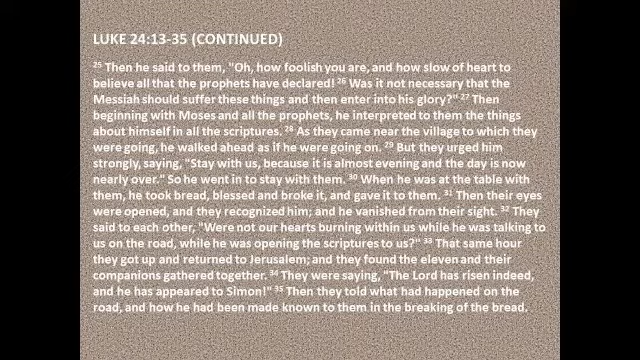 LUKE 24:13-35 (CONTINUED)
25 Then he said to them, "Oh, how foolish you are, and how slow of heart to
believe all that the prophets have declared! 26 Was it not necessary that the
Messiah should suffer these things and then enter into his glory?" 27 Then
beginning with Moses and all the prophets, he interpreted to them the things
about himself in all the scriptures. 28 As they came near the village to which they
were going, he walked ahead as if he were going on. 29 But they urged him
strongly, saying, "Stay with us, because it is almost evening and the day is now
nearly over." So he went in to stay with them. 30 When he was at the table with
them, he took bread, blessed and broke it, and gave it to them. 31 Then their eyes
were opened, and they recognized him; and he vanished from their sight. 32 They
said to each other, "Were not our hearts burning within us while he was talking to
us on the road, while he was opening the scriptures to us?" 33 That same hour
they got up and returned to Jerusalem; and they found the eleven and their
companions gathered together. 34 They were saying, "The Lord has risen indeed,
and he has appeared to Simon!" 35 Then they told what had happened on the
road, and how he had been made known to them in the breaking of the bread.